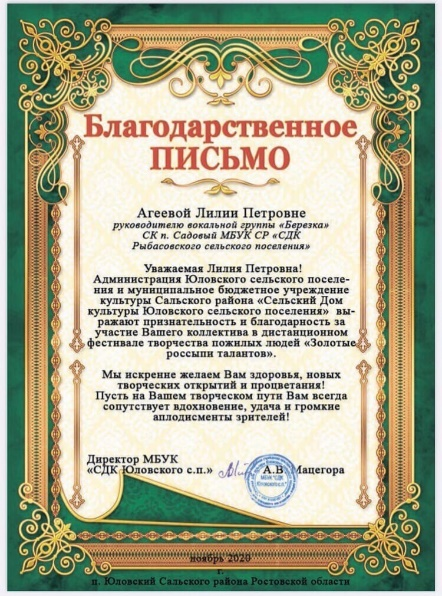 Благодарственное
ПИСЬМО
Агеевой Лилии Петровне
руководителю вокальной группы «Березка»
СК п. Садовый МБУК СР «СДК
Рыбасовского сельского поселения»
Уважаемая Лилия Петровна!
Администрация Юловского сельского поселе-
ния и муниципальное бюджетное учреждение
культуры Сальского района «Сельский Дом
культуры Юловского сельского поселения» вы-
ражают признательность и благодарность за
участие Вашего коллектива в дистанционном
фестивале творчества пожилых людей «Золотые
россыпи талантов».
Мы искренне желаем Вам здоровья, новых
творческих открытий и процветания!
Пусть на Вашем творческом пути Вам всегда
сопутствует вдохновение, удача и громкие
аплодисменты зрителей!
Директор МБУК
«СДК Юловского с.п.» А.В. Мацегора
ноябрь 2020
г.
п. Юловский Сальского района Ростовской области